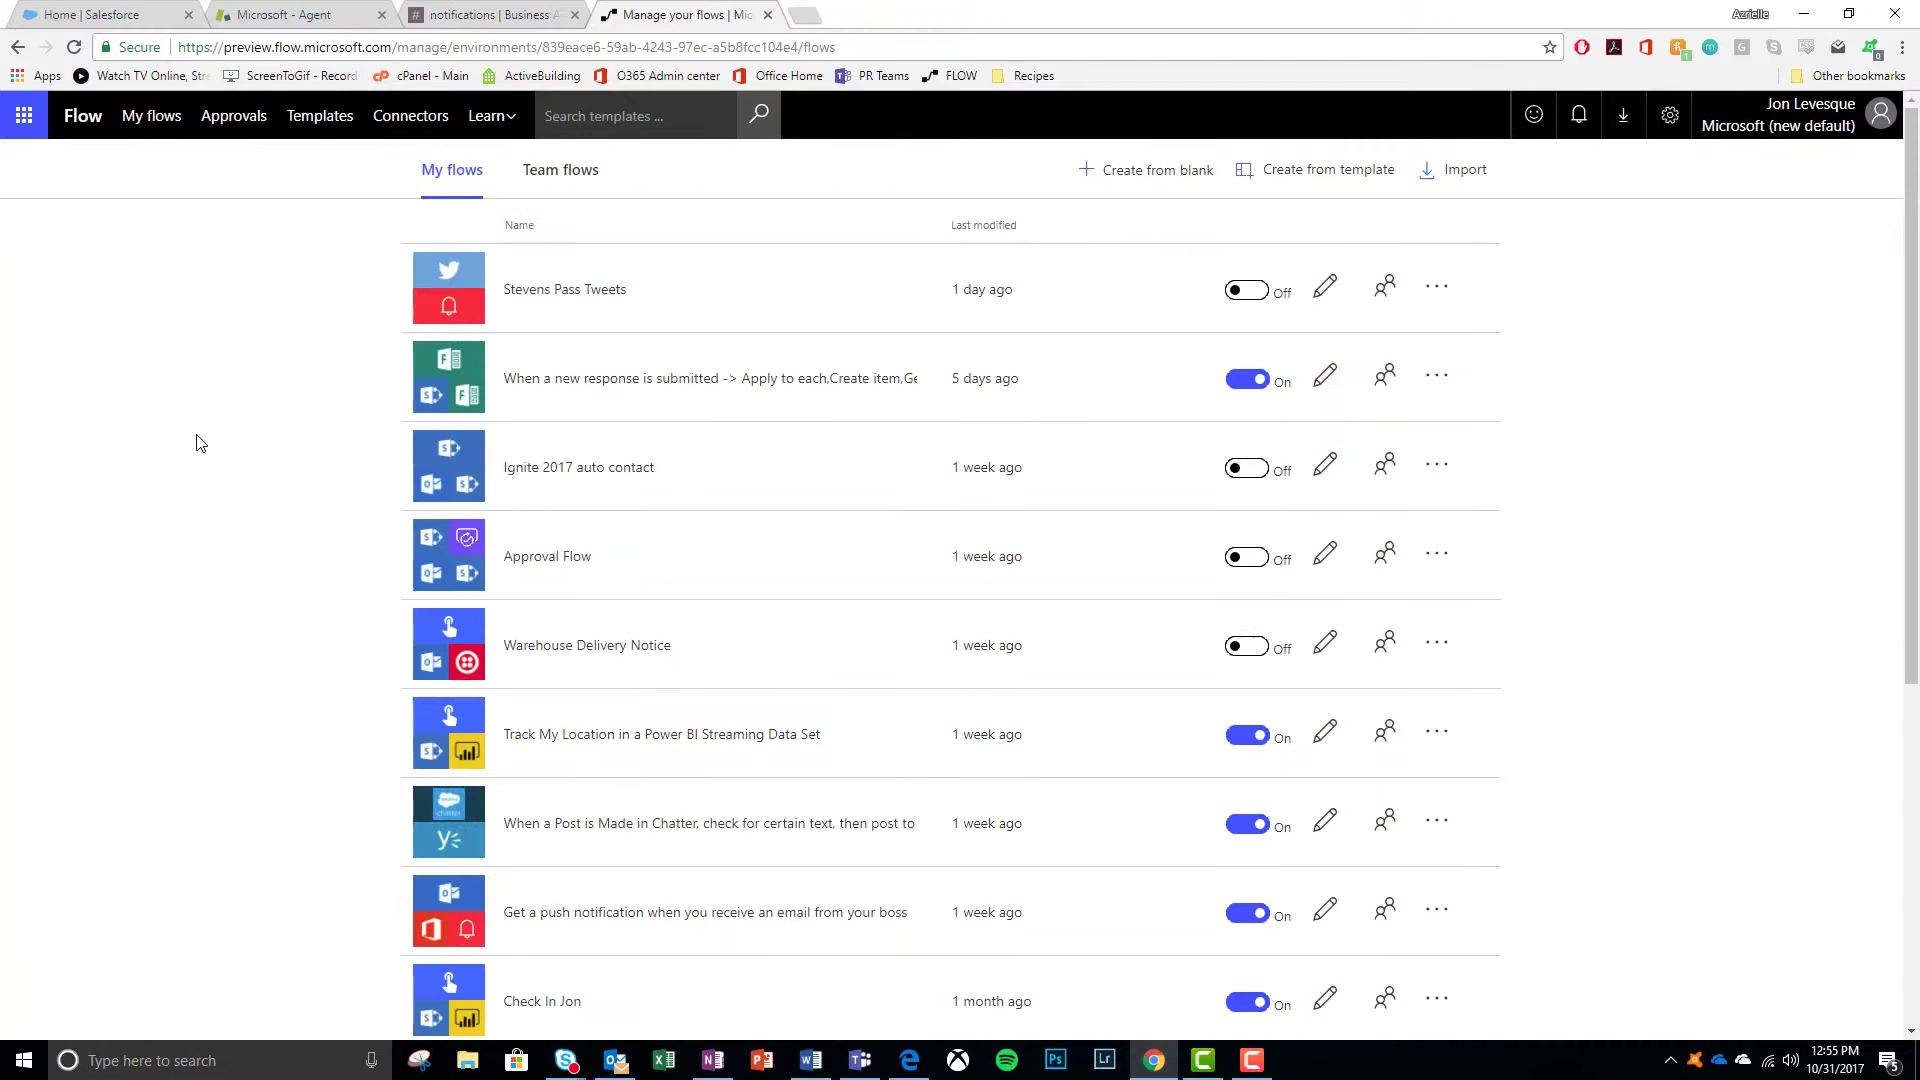 Home | Salesforce
Microsoft - Agent
notifications | Business A
Manage your flows | Mic
Azrielle
Secure
https://preview.flow.microsoft.com/manage/environments/839eace6-59ab-4243-97ec-a5b8fcc104e4/flows
Apps
Watch TV Online, Stre
ScreenToGif - Record
cPanel - Main
ActiveBuilding
O365 Admin center
Office Home
PR Teams
FLOW
Recipes
Other bookmarks
Flow
My flows
Approvals
Templates
Connectors
Learn
Search templates ...
Jon Levesque
Microsoft (new default)
My flows
Team flows
Create from blank
Create from template
Import
Name
Last modified
Stevens Pass Tweets
1 day ago
Off
When a new response is submitted -> Apply to each,Create item,Ge
5 days ago
On
Ignite 2017 auto contact
1 week ago
Off
Approval Flow
1 week ago
Off
Warehouse Delivery Notice
1 week ago
Off
Track My Location in a Power BI Streaming Data Set
1 week ago
On
When a Post is Made in Chatter, check for certain text, then post to
1 week ago
On
Get a push notification when you receive an email from your boss
1 week ago
On
Check In Jon
1 month ago
On
Type here to search
12:55 PM
10/31/2017